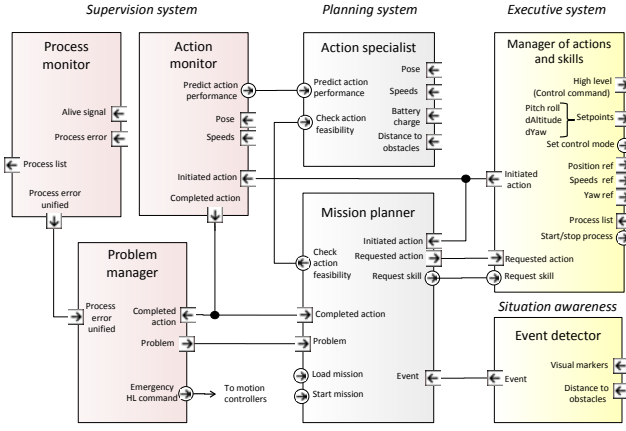 Supervision system
Planning system
Executive system
Process
monitor
Alive signal
Process error
Process list
Process error
unified
Action
monitor
Predict action
performance
Pose
Speeds
Initiated action
Completed action
Action specialist
Predict action
performance
Check action
feasibility
Pose
Speeds
Battery
charge
Distance to
obstacles
Manager of actions
and skills
High level
(Control command)
Pitch roll
dAltitude
dYaw
Setpoints
Set control mode
Position ref
Speeds ref
Yaw ref
Initiated
action
Process list
Start/stop process
Requested action
Request skill
Problem
manager
Process
error
unified
Completed
action
Problem
Emergency
HL command
To motion
controllers
Mission planner
Initiated action
Requested action
Request skill
Check
action
feasibility
Completed action
Problem
Load mission
Start mission
Event
Situation awareness
Event detector
Visual markers
Event
Distance to
obstacles